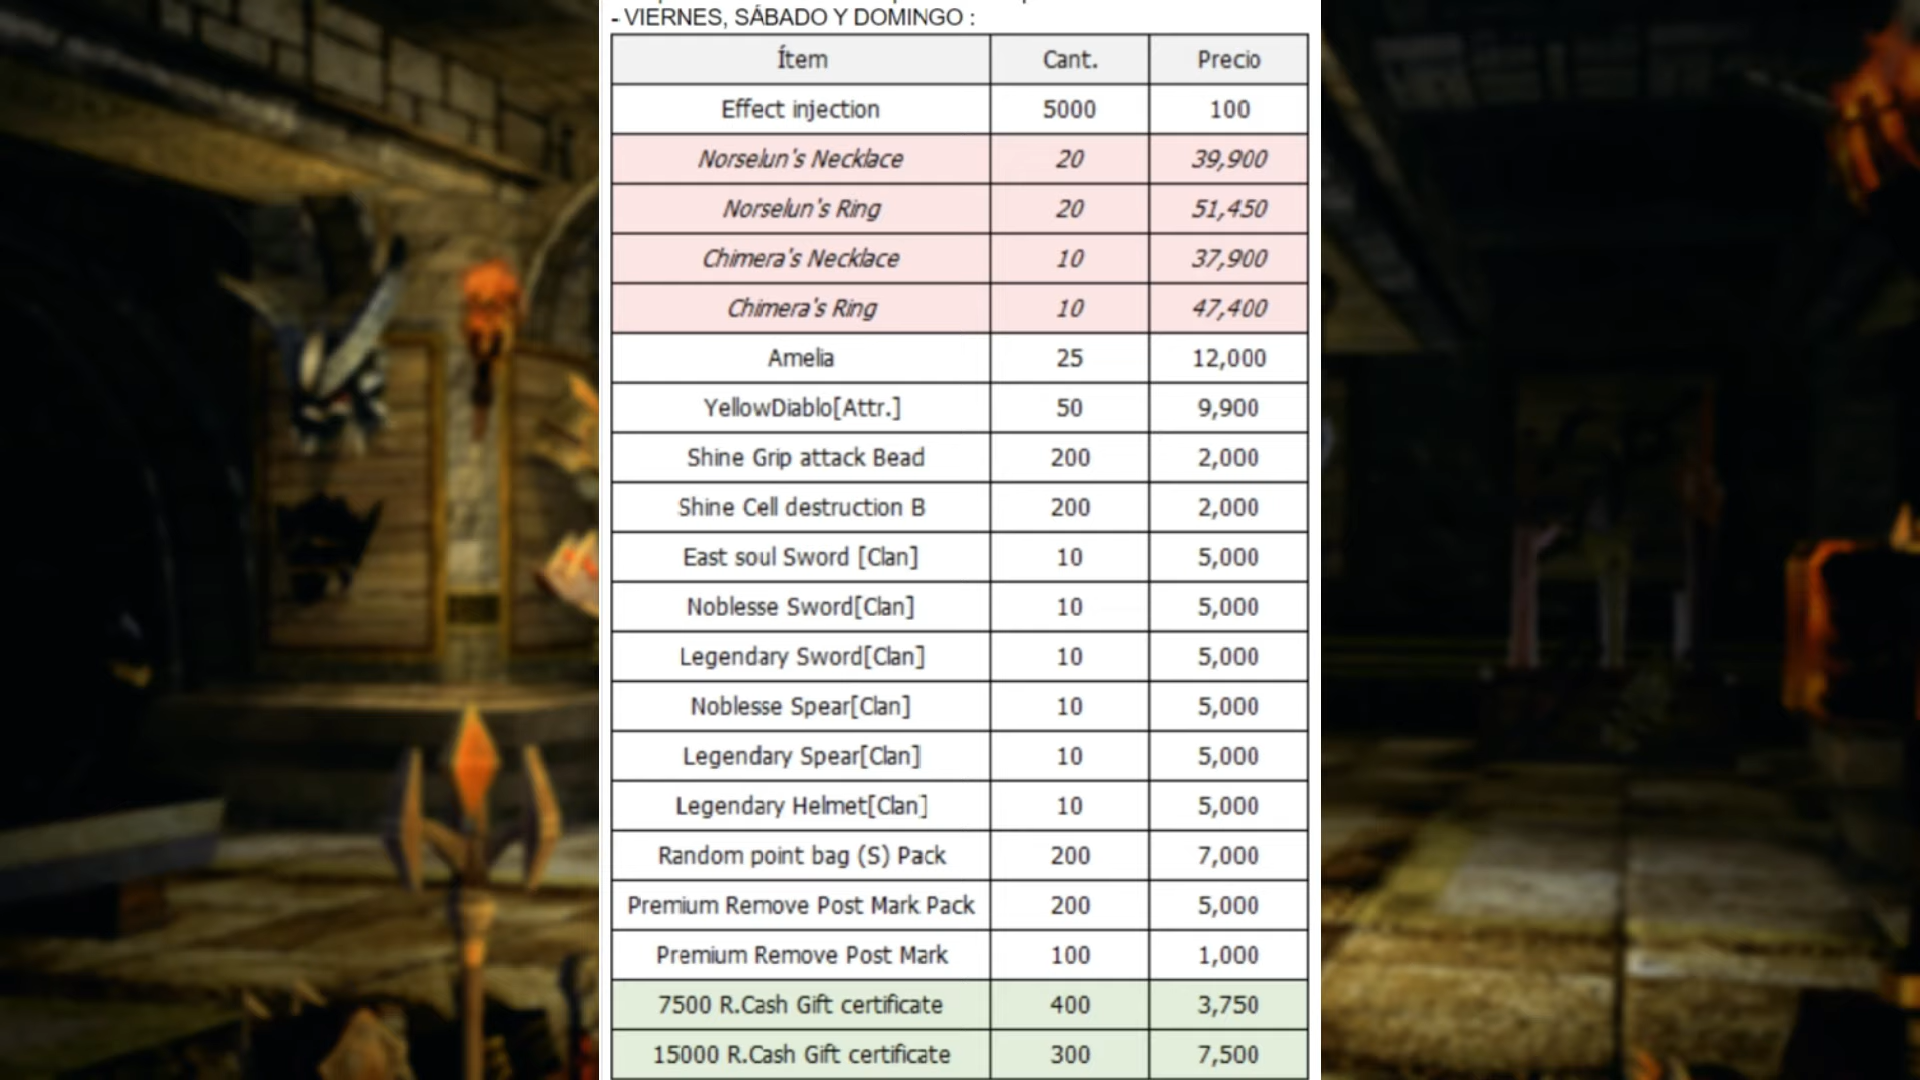 - VIERNES, SÁBADO Y DOMINGO :
Ítem Cant. Precio
Effect injection 5000 100
Norselun's Necklace 20 39,900
Norselun's Ring 20 51,450
Chimera's Necklace 10 37,900
Chimera's Ring 10 47,400
Amelia 25 12,000
YellowDiablo[Attr.] 50 9,900
Shine Grip attack Bead 200 2,000
Shine Cell destruction B 200 2,000
East soul Sword [Clan] 10 5,000
Noblesse Sword[Clan] 10 5,000
Legendary Sword[Clan] 10 5,000
Noblesse Spear[Clan] 10 5,000
Legendary Spear[Clan] 10 5,000
Legendary Helmet[Clan] 10 5,000
Random point bag (S) Pack 200 7,000
Premium Remove Post Mark Pack 200 5,000
Premium Remove Post Mark 100 1,000
7500 R.Cash Gift certificate 400 3,750
15000 R.Cash Gift certificate 300 7,500